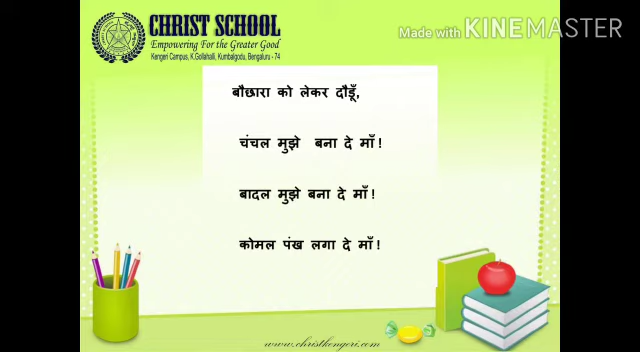 CHRIST SCHOOL
Empowering For the Greater Good
Kengeri Campus, K.Gollahalli, Kumbalgodu, Bengaluru - 74
Made with KINEMASTER
बौछारा को लेकर दौड़ूँ,
चंचल मुझे बना दे माँ!
बादल मुझे बना दे माँ!
कोमल पंख लगा दे माँ!
www.christkengeri.com